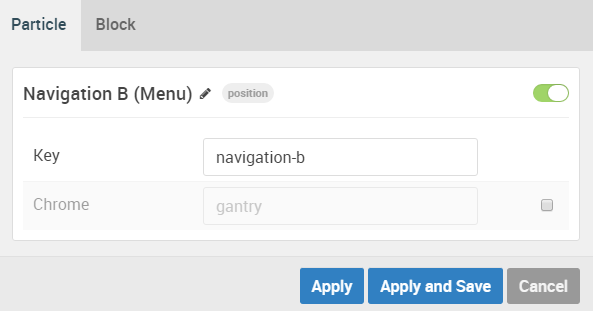 Particle Block
Navigation B (Menu) position
Key navigation-b
Chrome gantry
Apply Apply and Save Cancel